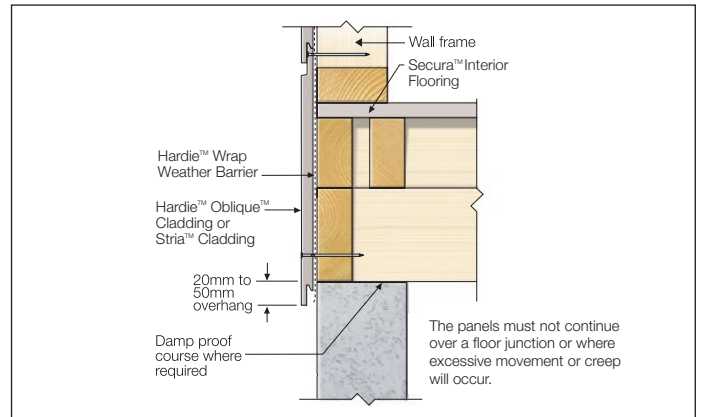 Wall frame
Secura™ Interior
Flooring
Hardie™ Wrap
Weather Barrier
Hardie™ Oblique™
Cladding or
Stria™ Cladding
20mm to
50mm
overhang
Damp proof
course where
required
The panels must not continue
over a floor junction or where
excessive movement or creep
will occur.